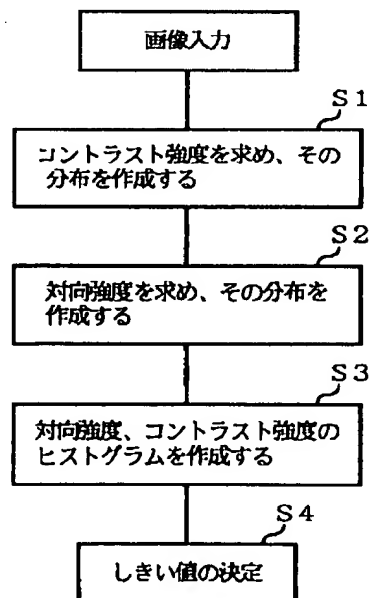 画像入力
S1
コントラスト強度を求め、その
分布を作成する
S2
対向強度を求め、その分布を
作成する
S3
対向強度、コントラスト強度の
ヒストグラムを作成する
S4
しきい値の決定